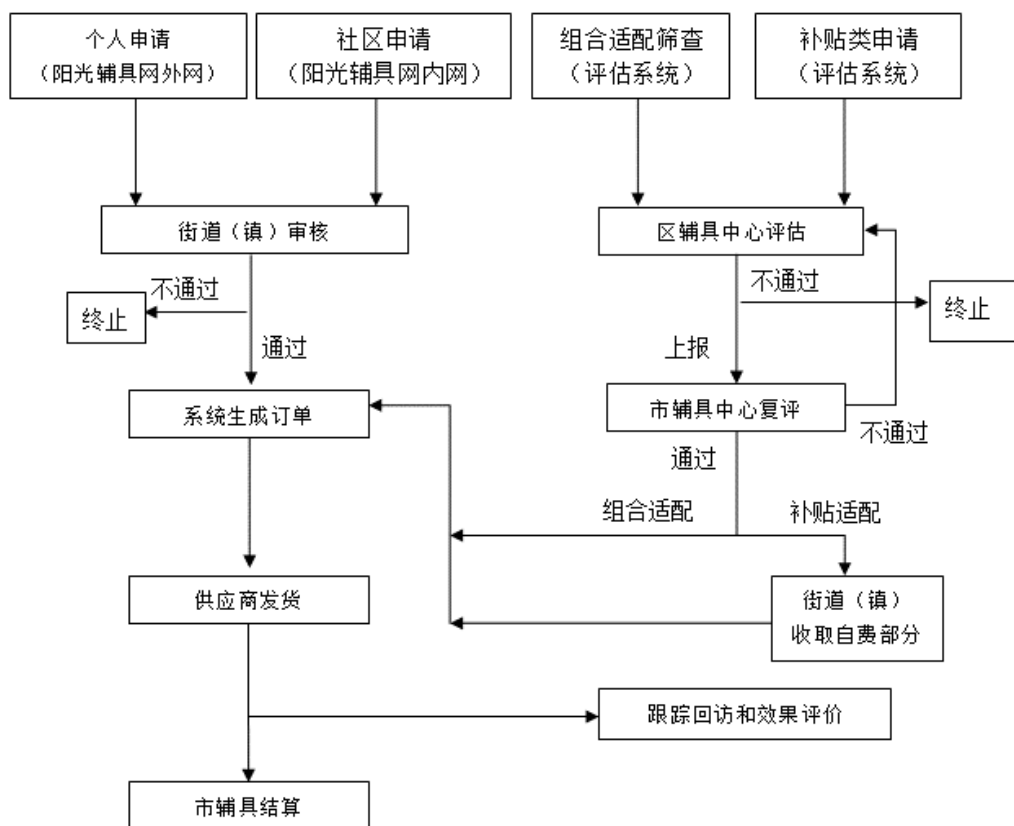 个人申请
（阳光辅具网外网）
社区申请
（阳光辅具网内网）
组合适配筛查
（评估系统）
补贴类申请
（评估系统）
街道（镇）审核
区辅具中心评估
不通过
终止
通过
不通过
终止
上报
系统生成订单
市辅具中心复评
不通过
通过
组合适配
补贴适配
供应商发货
街道（镇）
收取自费部分
跟踪回访和效果评价
市辅具结算